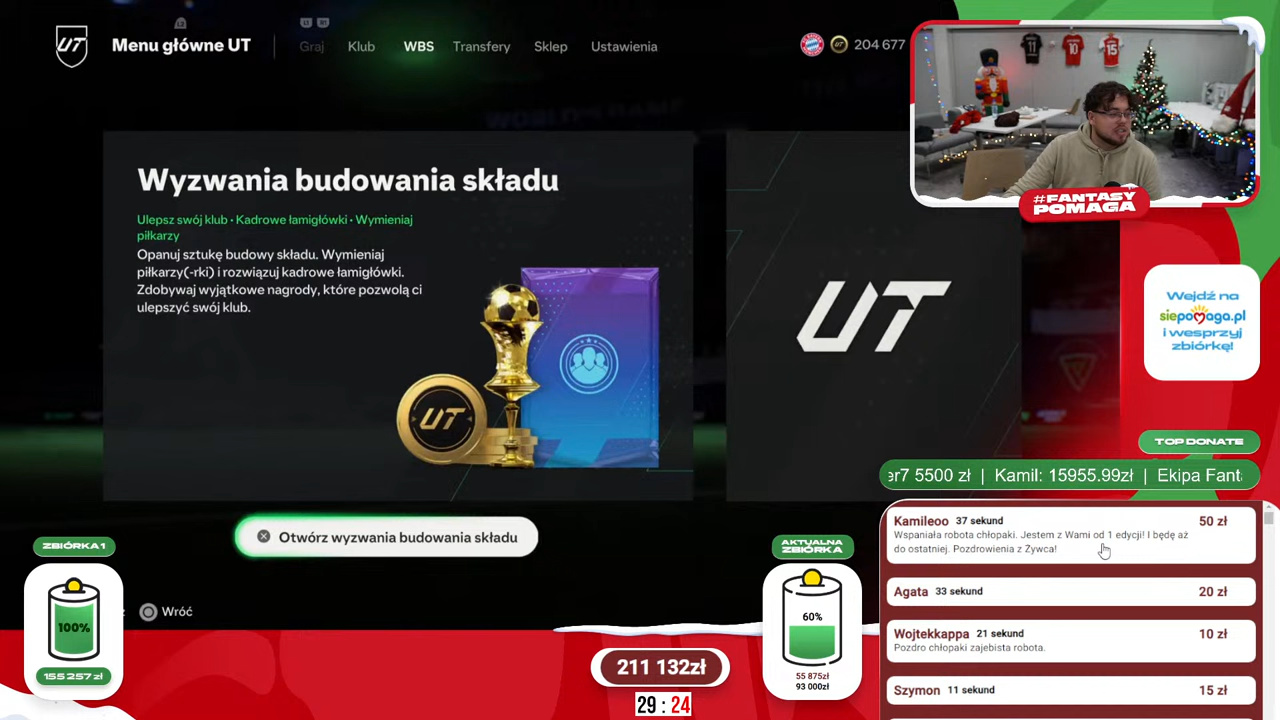 UT
Menu główne UT
Graj
Klub
WBS
Transfery
Sklep
Ustawienia
UT
204 677
11
10
15
#FANTASY
POMAGA
Wyzwania budowania składu
Ulepsz swój klub · Kadrowe łamigłówki · Wymieniaj
piłkarzy
Opanuj sztukę budowy składu. Wymieniaj
piłkarzy(-rki) i rozwiązuj kadrowe łamigłówki.
Zdobywaj wyjątkowe nagrody, które pozwolą ci
ulepszyć swój klub.
UT
UT
Wejdź na
siepomaga.pl
i wesprzyj
zbiórkę!
TOP DONATE
er7 5500 zł | Kamil: 15955.99zł | Ekipa Fant
Otwórz wyzwania budowania składu
Wróć
Kamileoo 37 sekund 50 zł
Wspaniała robota chłopaki. Jestem z Wami od 1 edycji! I będę aż
do ostatniej. Pozdrowienia z Żywca!
Agata 33 sekund 20 zł
Wojtekkappa 21 sekund 10 zł
Pozdro chłopaki zajebista robota.
Szymon 11 sekund 15 zł
ZBIÓRKA 1
100%
155 257 zł
211 132zł
29 : 24
AKTUALNA
ZBIÓRKA
60%
55 875zł
93 000zł